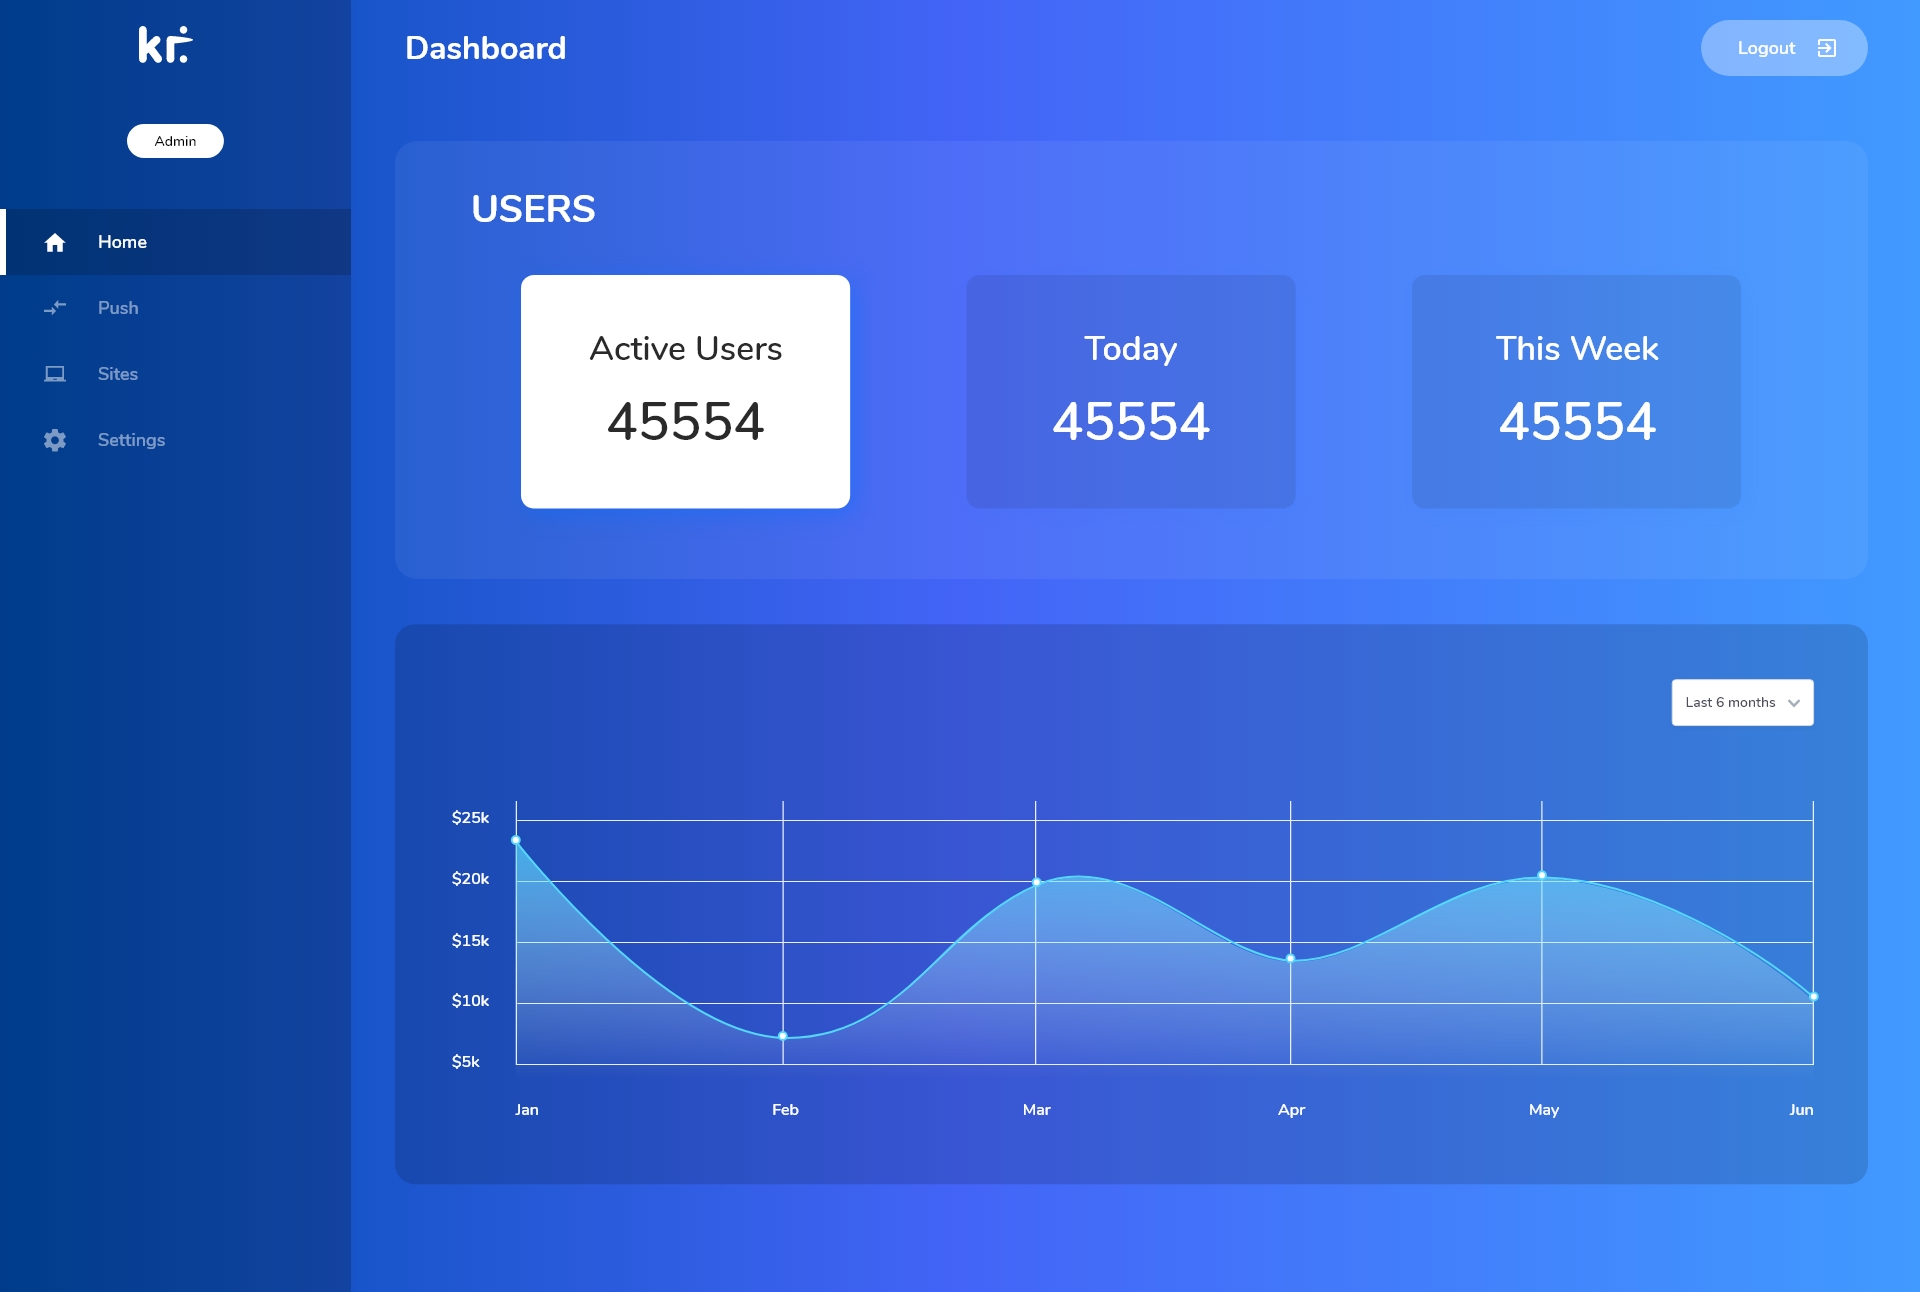 kr.
Dashboard
Logout
Admin
Home
Push
Sites
Settings
USERS
Active Users
45554
Today
45554
This Week
45554
Last 6 months
$25k
$20k
$15k
$10k
$5k
Jan Feb Mar Apr May Jun